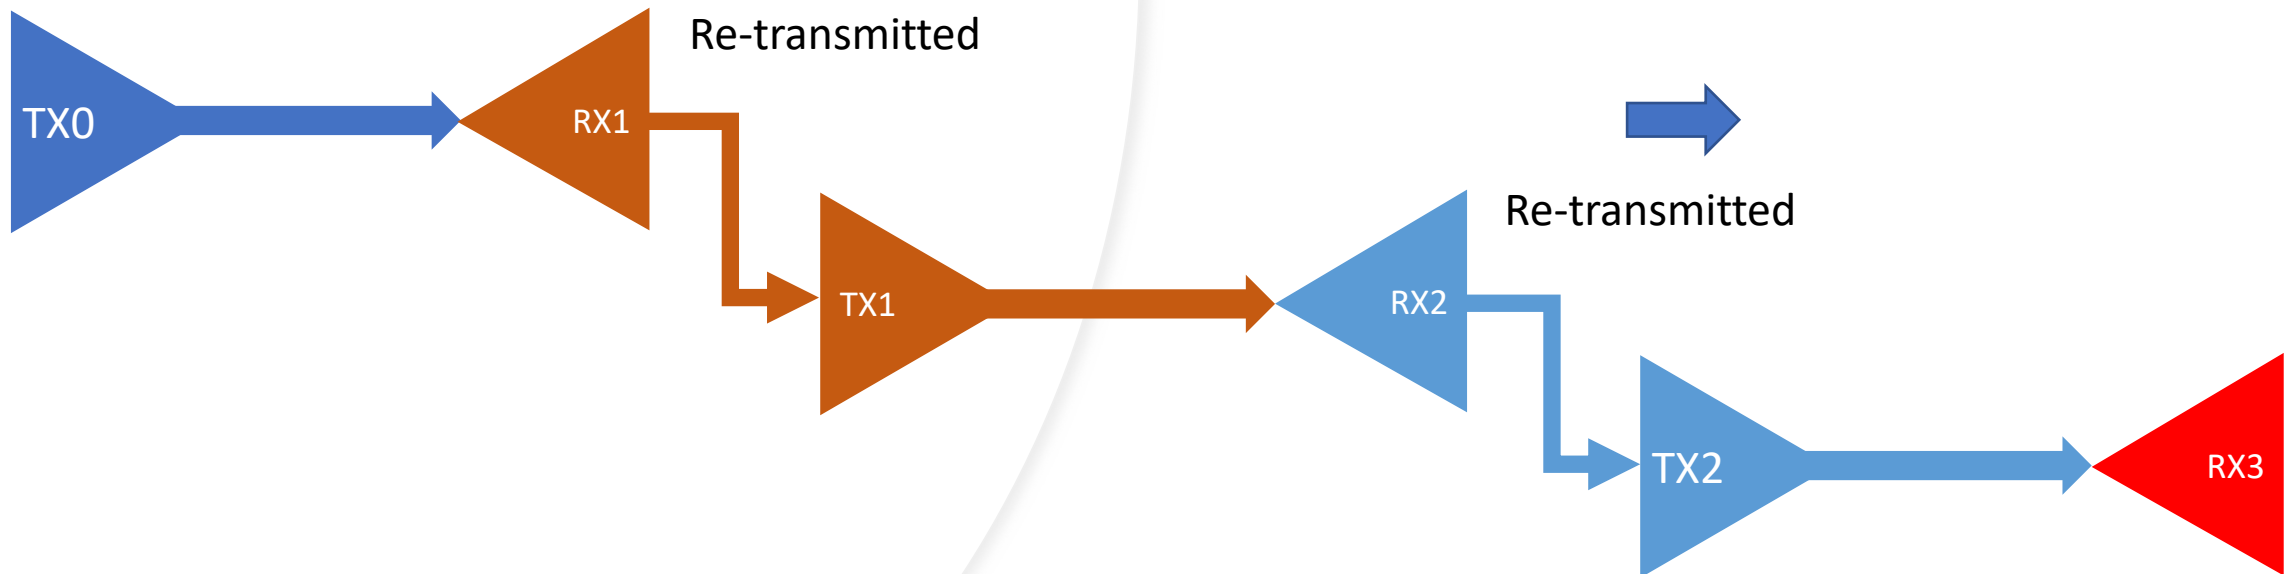 TX0
RX1
Re-transmitted
TX1
RX2
Re-transmitted
TX2
RX3